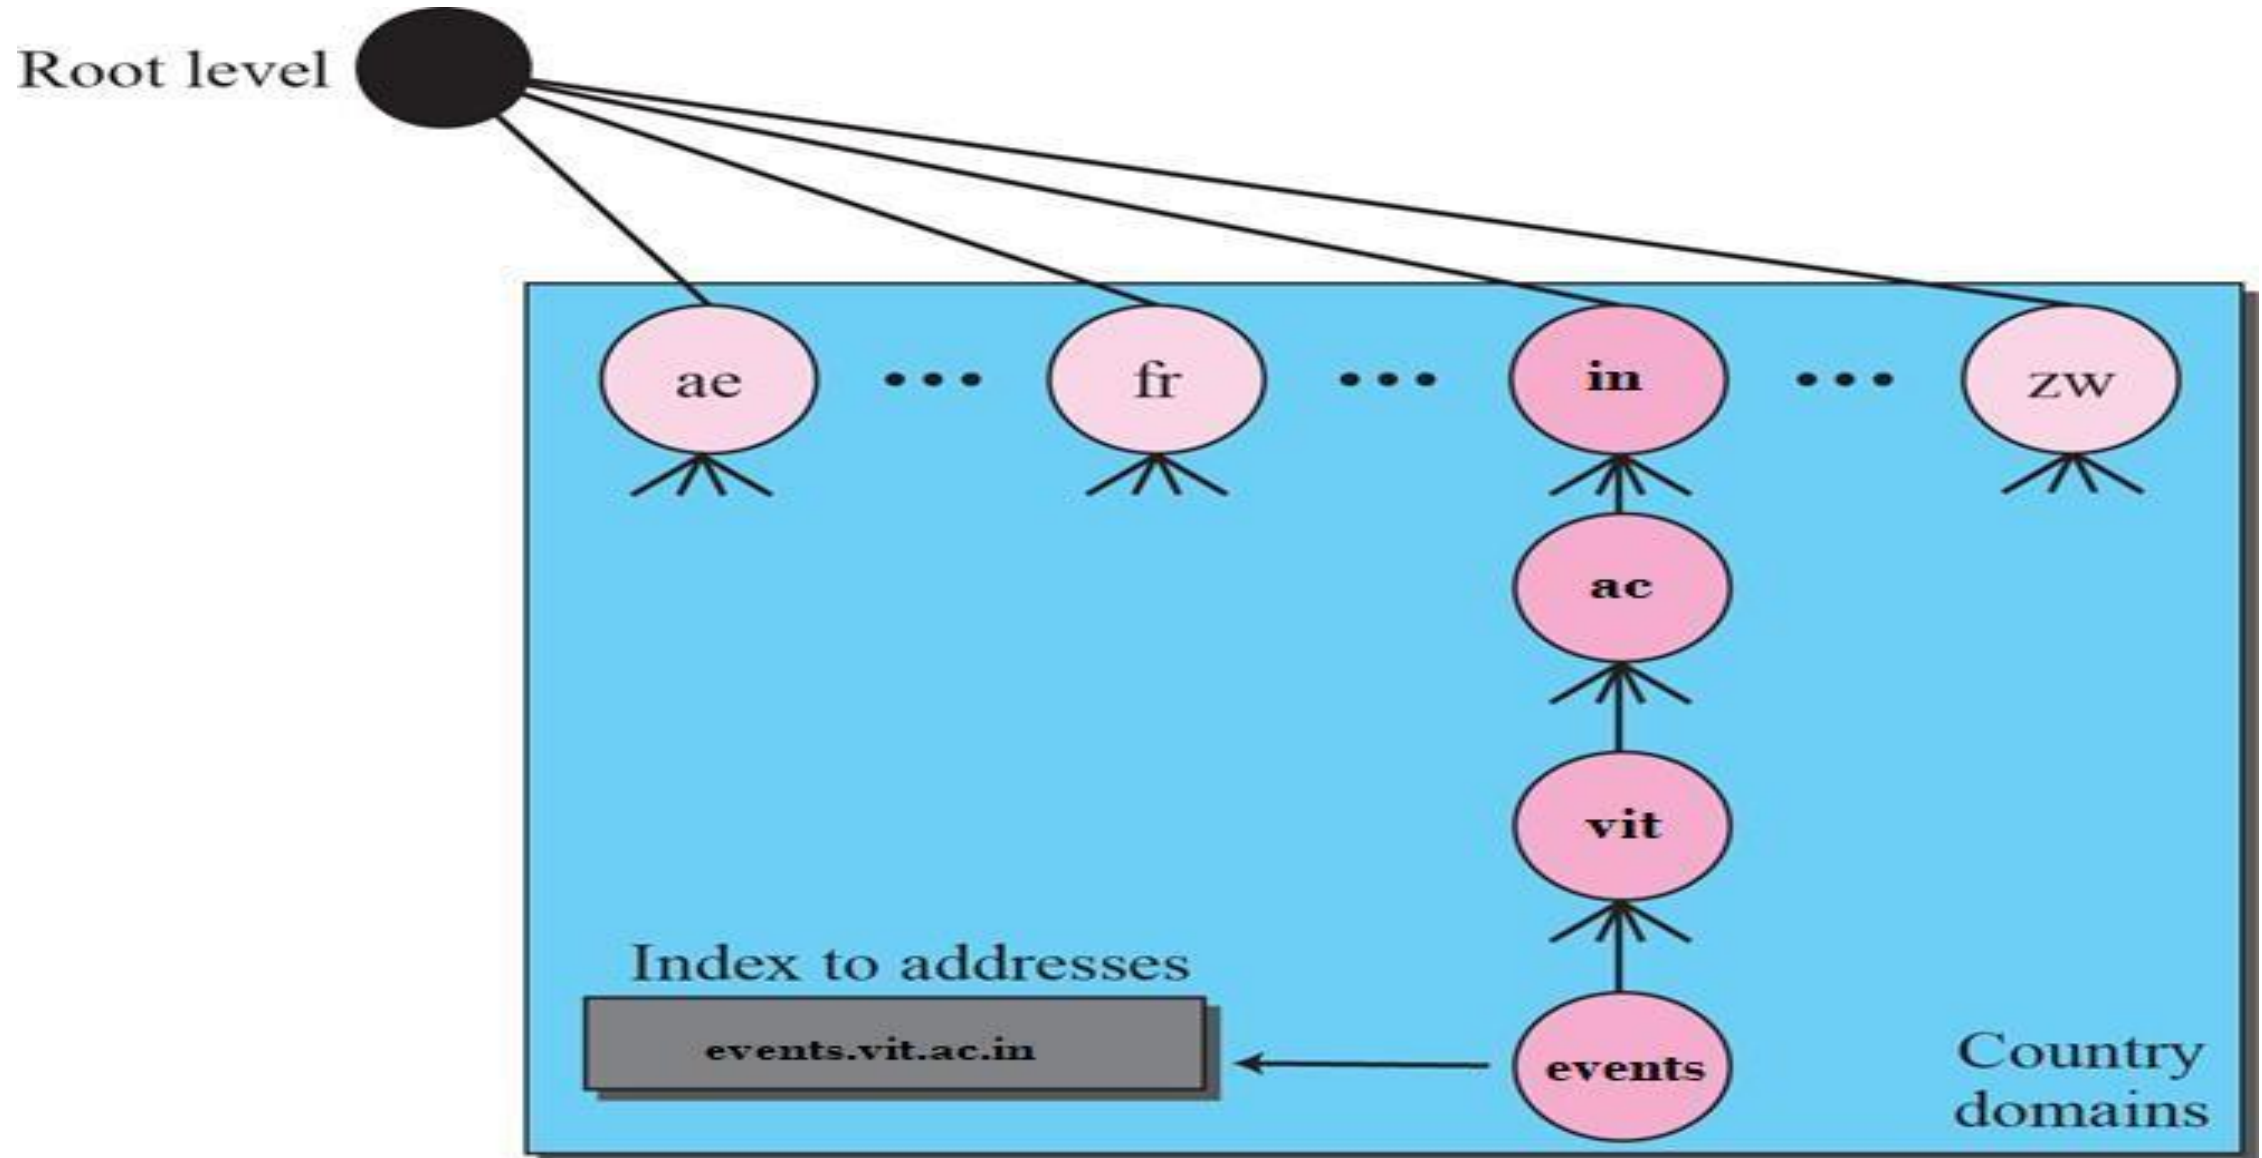 Root level
ae ••• fr ••• in ••• zw
ac
vit
Index to addresses
events.vit.ac.in
events
Country
domains